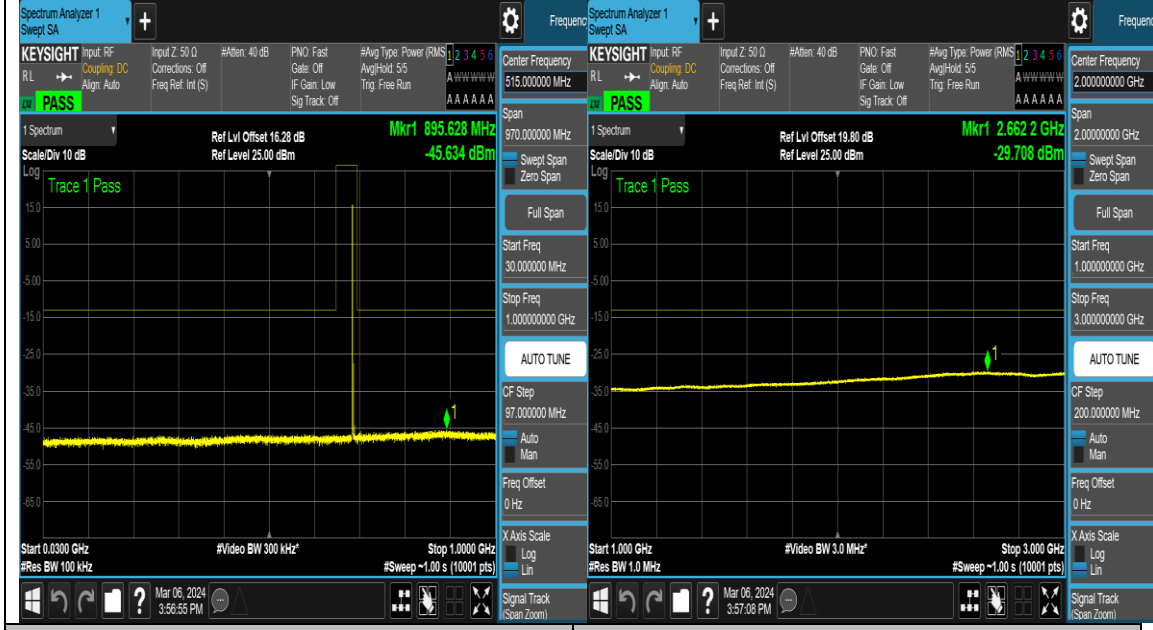 Spectrum Analyzer 1
Swept SA
+
Frequenc
KEYSIGHT
RL
LXI PASS
Input: RF
Coupling: DC
Align: Auto
Input Z: 50 Ω
Corrections: Off
Freq Ref: Int (S)
#Atten: 40 dB
PNO: Fast
Gate: Off
IF Gain: Low
Sig Track: Off
#Avg Type: Power (RMS
Avg|Hold: 5/5
Trig: Free Run
1 2 3 4 5 6
A W W W W W
A A A A A A
1 Spectrum
Scale/Div 10 dB
Ref Lvl Offset 16.28 dB
Ref Level 25.00 dBm
Mkr1 895.628 MHz
-45.634 dBm
Log
Trace 1 Pass
15.0
5.00
-5.00
-15.0
-25.0
-35.0
-45.0
-55.0
-65.0
1
Start 0.0300 GHz
#Res BW 100 kHz
#Video BW 300 kHz*
Stop 1.0000 GHz
#Sweep ~1.00 s (10001 pts)
Mar 06, 2024
3:56:55 PM
Center Frequency
515.000000 MHz
Span
970.000000 MHz
Swept Span
Zero Span
Full Span
Start Freq
30.000000 MHz
Stop Freq
1.000000000 GHz
AUTO TUNE
CF Step
97.000000 MHz
Auto
Man
Freq Offset
0 Hz
X Axis Scale
Log
Lin
Signal Track
(Span Zoom)
Spectrum Analyzer 1
Swept SA
+
Frequenc
KEYSIGHT
RL
LXI PASS
Input: RF
Coupling: DC
Align: Auto
Input Z: 50 Ω
Corrections: Off
Freq Ref: Int (S)
#Atten: 40 dB
PNO: Fast
Gate: Off
IF Gain: Low
Sig Track: Off
#Avg Type: Power (RMS
Avg|Hold: 5/5
Trig: Free Run
1 2 3 4 5 6
A W W W W W
A A A A A A
1 Spectrum
Scale/Div 10 dB
Ref Lvl Offset 19.80 dB
Ref Level 25.00 dBm
Mkr1 2.662 2 GHz
-29.708 dBm
Log
Trace 1 Pass
15.0
5.00
-5.00
-15.0
-25.0
-35.0
-45.0
-55.0
-65.0
1
Start 1.000 GHz
#Res BW 1.0 MHz
#Video BW 3.0 MHz*
Stop 3.000 GHz
#Sweep ~1.00 s (10001 pts)
Mar 06, 2024
3:57:08 PM
Center Frequency
2.000000000 GHz
Span
2.00000000 GHz
Swept Span
Zero Span
Full Span
Start Freq
1.000000000 GHz
Stop Freq
3.000000000 GHz
AUTO TUNE
CF Step
200.000000 MHz
Auto
Man
Freq Offset
0 Hz
X Axis Scale
Log
Lin
Signal Track
(Span Zoom)